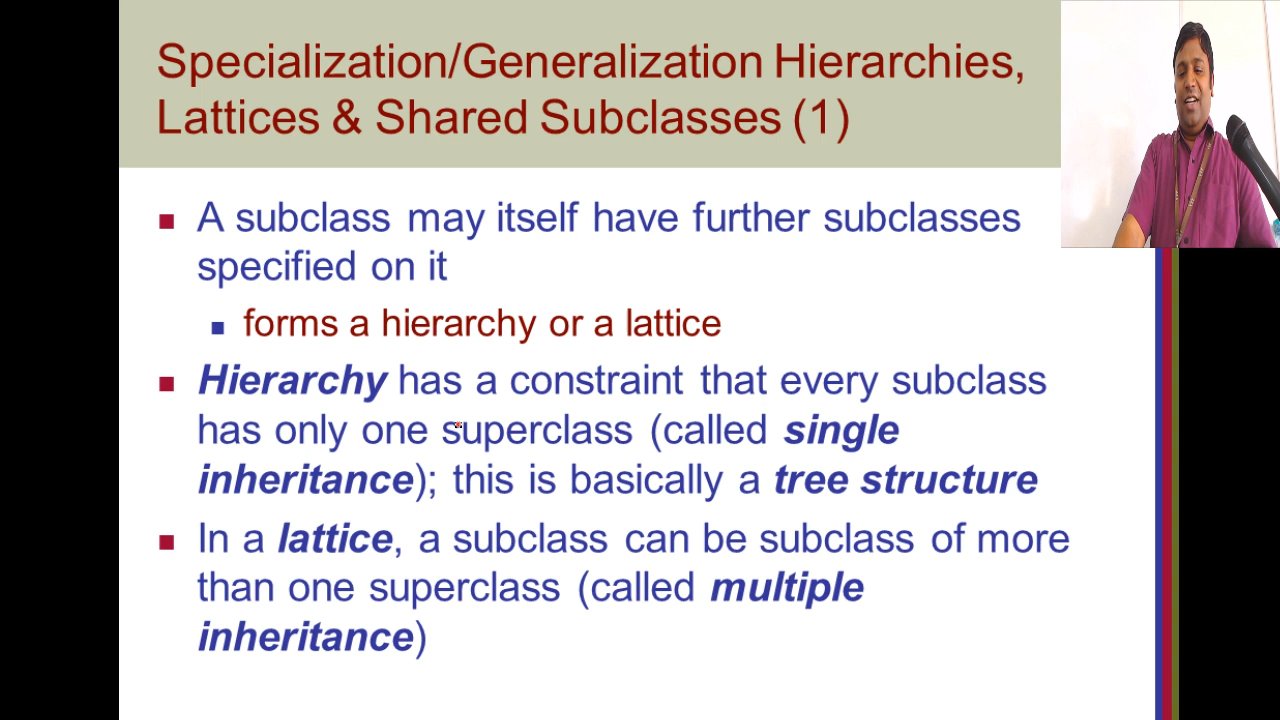 Specialization/Generalization Hierarchies,
Lattices & Shared Subclasses (1)
A subclass may itself have further subclasses
specified on it
forms a hierarchy or a lattice
Hierarchy has a constraint that every subclass
has only one superclass (called single
inheritance); this is basically a tree structure
In a lattice, a subclass can be subclass of more
than one superclass (called multiple
inheritance)